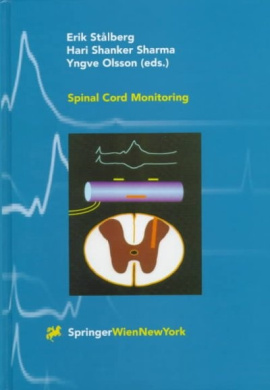 Erik Stålberg
Hari Shanker Sharma
Yngve Olsson (eds.)
Spinal Cord Monitoring
SpringerWienNewYork